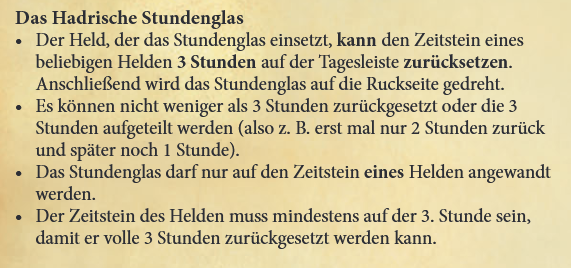 Das Hadrische Stundenglas
• Der Held, der das Stundenglas einsetzt, kann den Zeitstein eines
beliebigen Helden 3 Stunden auf der Tagesleiste zurücksetzen.
Anschließend wird das Stundenglas auf die Ruckseite gedreht.
• Es können nicht weniger als 3 Stunden zurückgesetzt oder die 3
Stunden aufgeteilt werden (also z. B. erst mal nur 2 Stunden zurück
und später noch 1 Stunde).
• Das Stundenglas darf nur auf den Zeitstein eines Helden angewandt
werden.
• Der Zeitstein des Helden muss mindestens auf der 3. Stunde sein,
damit er volle 3 Stunden zurückgesetzt werden kann.